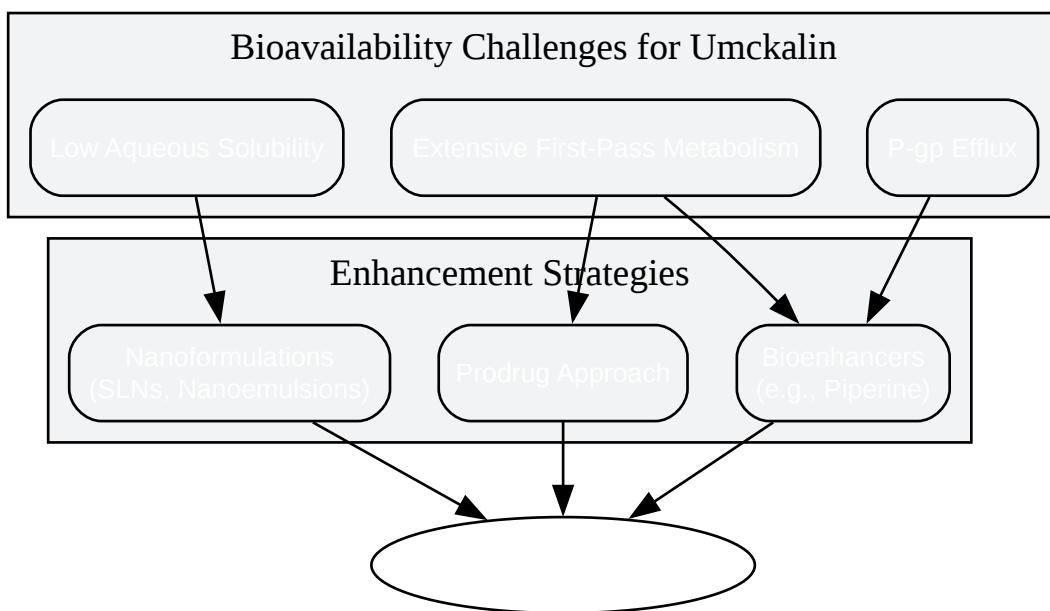 Bioavailability Challenges for Umckalin
Low Aqueous Solubility
Extensive First-Pass Metabolism
P-gp Efflux
Enhancement Strategies
Nanoformulations
(SLNs, Nanoemulsions)
Prodrug Approach
Bioenhancers
(e.g., Piperine)